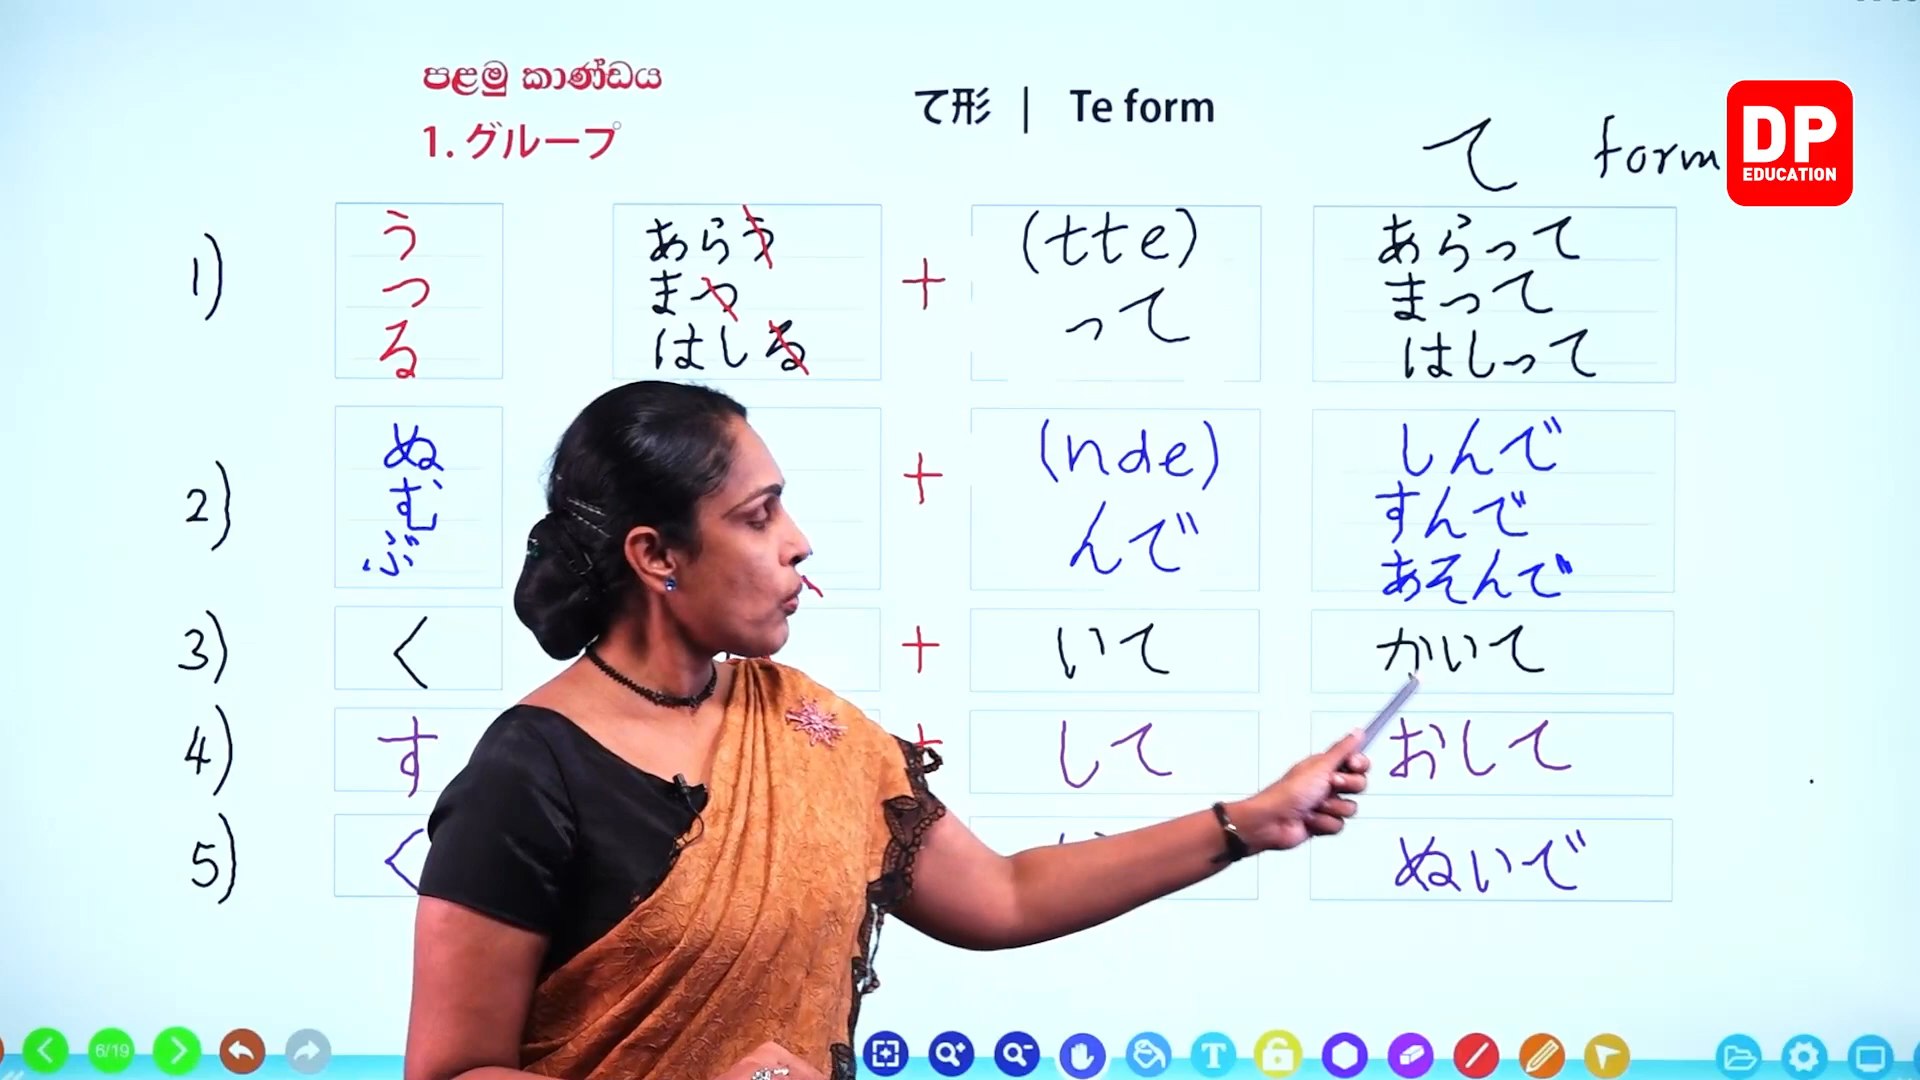 පළමු කාණ්ඩය
1. グループ
て形 | Te form
て form
DP
EDUCATION
1)
う
つ
る
あらう
まつ
はしる
+
(tte)
って
あらって
まって
はしって
2)
ぬ
む
ぶ
+
(nde)
んで
しんで
すんで
あそんで
3)
く
+
いて
かいて
4)
す
+
して
おして
5)
ぬいで
6/19
T